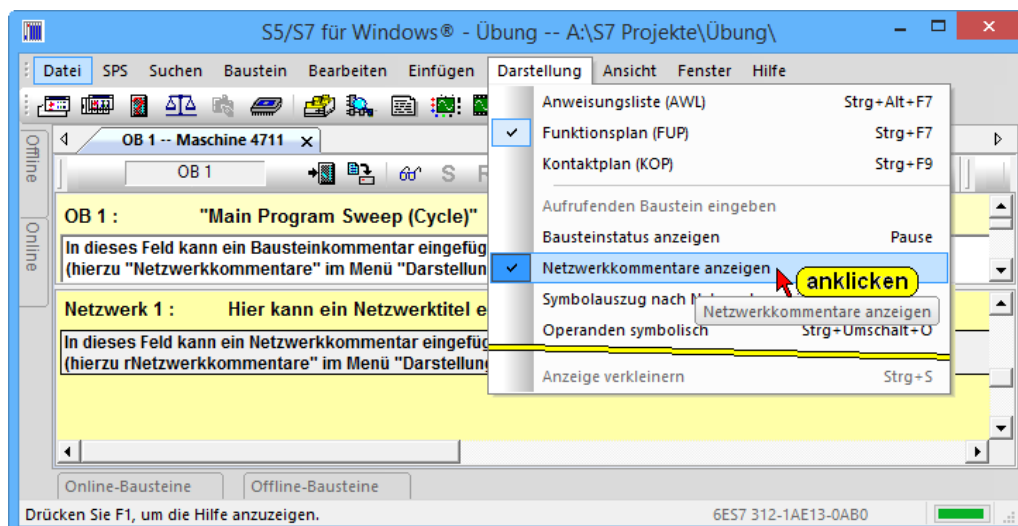 S5/S7 für Windows® - Übung -- A:\S7 Projekte\Übung\
Datei SPS Suchen Baustein Bearbeiten Einfügen Darstellung Ansicht Fenster Hilfe
OB 1 -- Maschine 4711
OB 1
S
Offline
Online
OB 1 : "Main Program Sweep (Cycle)"
In dieses Feld kann ein Bausteinkommentar eingefüg
(hierzu "Netzwerkkommentare" im Menü "Darstellun
Netzwerk 1 : Hier kann ein Netzwerktitel e
In dieses Feld kann ein Netzwerkkommentar eingefüg
(hierzu rNetzwerkkommentare" im Menü "Darstellun
Anweisungsliste (AWL) Strg+Alt+F7
Funktionsplan (FUP) Strg+F7
Kontaktplan (KOP) Strg+F9
Aufrufenden Baustein eingeben
Bausteinstatus anzeigen Pause
Netzwerkkommentare anzeigen
anklicken
Symbolauszug nach
Netzwerkkommentare anzeigen
Operanden symbolisch Strg+Umschalt+O
Anzeige verkleinern Strg+S
Online-Bausteine Offline-Bausteine
Drücken Sie F1, um die Hilfe anzuzeigen. 6ES7 312-1AE13-0AB0